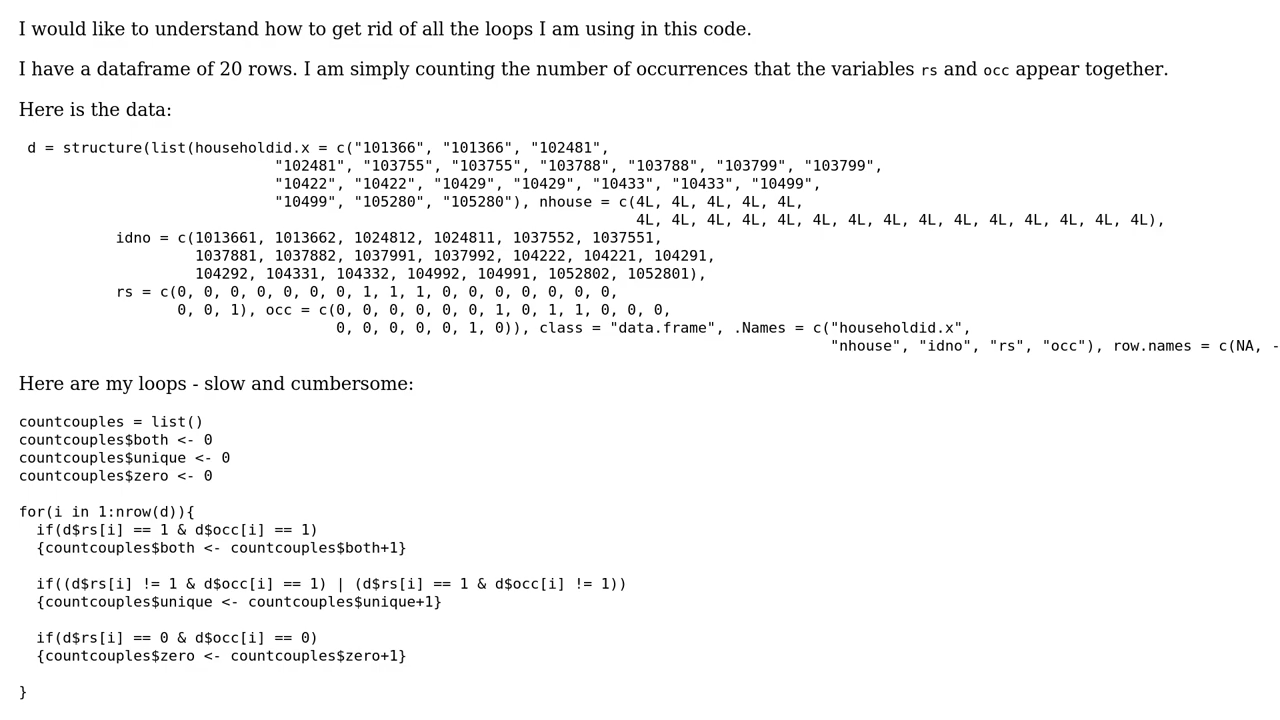 I would like to understand how to get rid of all the loops I am using in this code.
I have a dataframe of 20 rows. I am simply counting the number of occurrences that the variables rs and occ appear together.
Here is the data:
d = structure(list(householdid.x = c("101366", "101366", "102481",
"102481", "103755", "103755", "103788", "103788", "103799", "103799",
"10422", "10422", "10429", "10429", "10433", "10433", "10499",
"10499", "105280", "105280"), nhouse = c(4L, 4L, 4L, 4L, 4L,
4L, 4L, 4L, 4L, 4L, 4L, 4L, 4L, 4L, 4L, 4L, 4L, 4L, 4L, 4L),
idno = c(1013661, 1013662, 1024812, 1024811, 1037552, 1037551,
1037881, 1037882, 1037991, 1037992, 104222, 104221, 104291,
104292, 104331, 104332, 104992, 104991, 1052802, 1052801),
rs = c(0, 0, 0, 0, 0, 0, 0, 1, 1, 1, 0, 0, 0, 0, 0, 0, 0,
0, 0, 1), occ = c(0, 0, 0, 0, 0, 0, 1, 0, 1, 1, 0, 0, 0,
0, 0, 0, 0, 0, 1, 0)), class = "data.frame", .Names = c("householdid.x",
"nhouse", "idno", "rs", "occ"), row.names = c(NA, -
Here are my loops - slow and cumbersome:
countcouples = list()
countcouples$both <- 0
countcouples$unique <- 0
countcouples$zero <- 0
for(i in 1:nrow(d)){
if(d$rs[i] == 1 & d$occ[i] == 1)
{countcouples$both <- countcouples$both+1}
if((d$rs[i] != 1 & d$occ[i] == 1) | (d$rs[i] == 1 & d$occ[i] != 1))
{countcouples$unique <- countcouples$unique+1}
if(d$rs[i] == 0 & d$occ[i] == 0)
{countcouples$zero <- countcouples$zero+1}
}